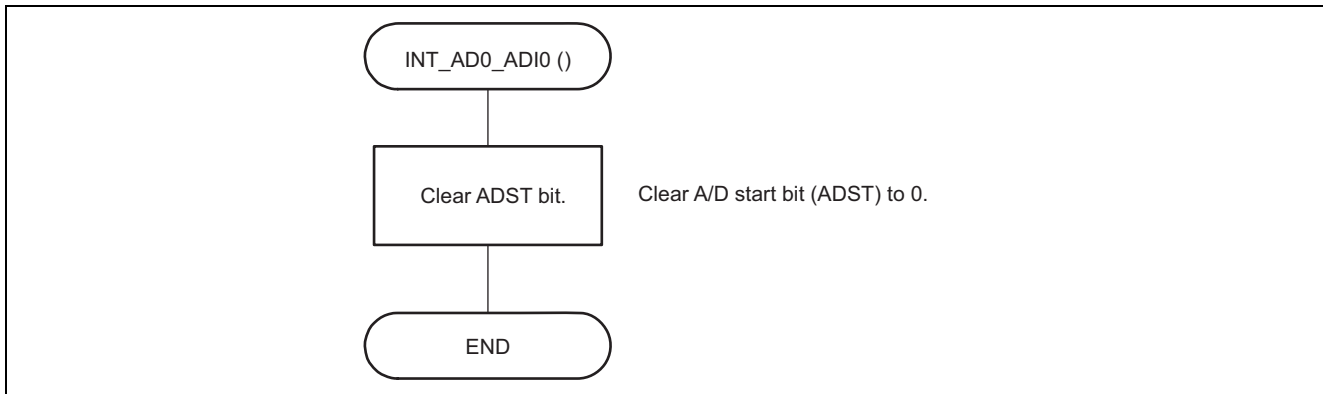 INT_AD0_ADI0 ()
Clear ADST bit.
Clear A/D start bit (ADST) to 0.
END